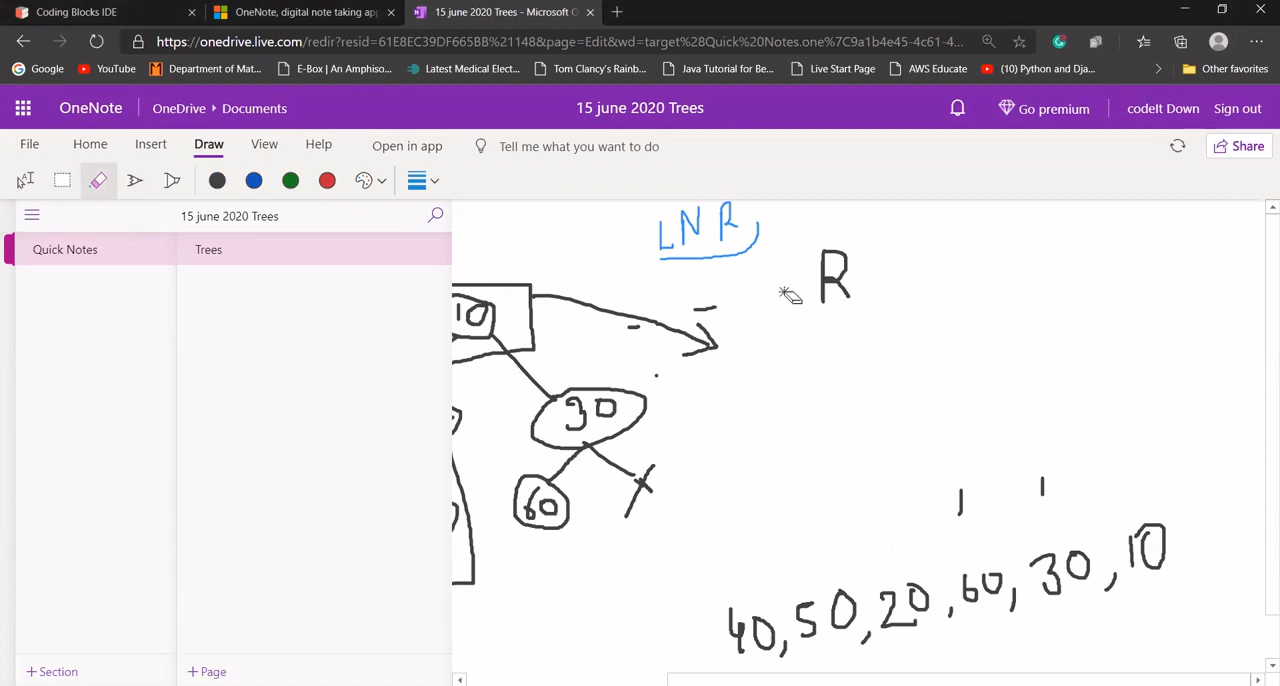 Coding Blocks IDE
OneNote, digital note taking ap
15 june 2020 Trees - Microsoft O
https://onedrive.live.com/redir?resid=61E8EC39DF665BB%21148&page=Edit&wd=target%28Quick%20Notes.one%7C9a1b4e45-4c61-4...
Google
YouTube
Department of Mat...
E-Box | An Amphiso...
Latest Medical Elect...
Tom Clancy's Rainb...
Java Tutorial for Be...
Live Start Page
AWS Educate
(10) Python and Dja...
Other favorites
OneNote
OneDrive > Documents
15 june 2020 Trees
Go premium
codeIt Down
Sign out
File
Home
Insert
Draw
View
Help
Open in app
Tell me what you want to do
Share
15 june 2020 Trees
Quick Notes
Trees
LNR
R
10
30
60
40, 50, 20, 60, 30, 10
+ Section
+ Page